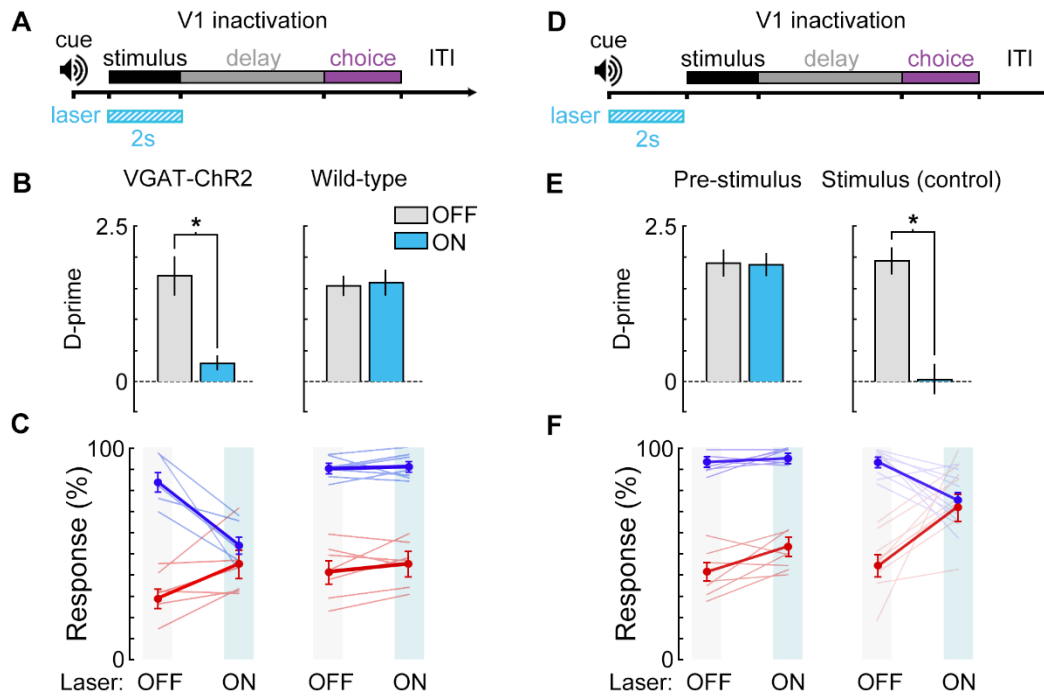 A
V1 inactivation
cue
stimulus
delay
choice
ITI
laser
2s
B
VGAT-ChR2
Wild-type
OFF
ON
*
D-prime
2.5
0
C
Response (%)
100
0
Laser: OFF ON OFF ON
D
V1 inactivation
cue
stimulus
delay
choice
ITI
laser
2s
E
Pre-stimulus
Stimulus (control)
*
D-prime
2.5
0
F
Response (%)
100
0
Laser: OFF ON OFF ON